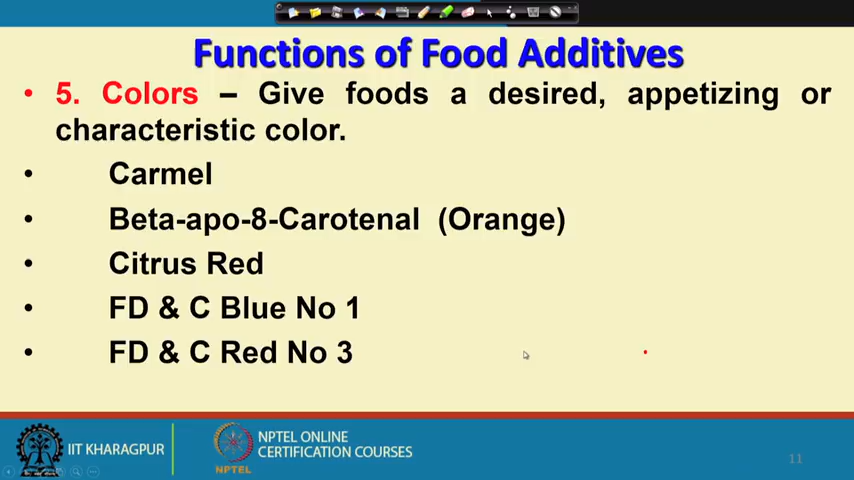 Functions of Food Additives
• 5. Colors – Give foods a desired, appetizing or
characteristic color.
• Carmel
• Beta-apo-8-Carotenal (Orange)
• Citrus Red
• FD & C Blue No 1
• FD & C Red No 3
IIT KHARAGPUR
NPTEL
NPTEL ONLINE
CERTIFICATION COURSES
11